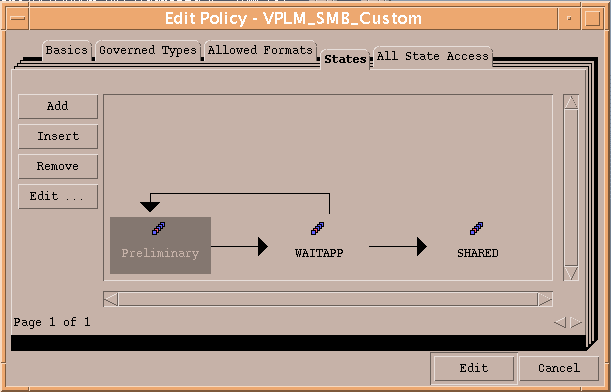 Edit Policy - VPLM_SMB_Custom
Basics Governed Types Allowed Formats States All State Access
Add
Insert
Remove
Edit ...
Preliminary WAITAPP SHARED
Page 1 of 1
Edit Cancel